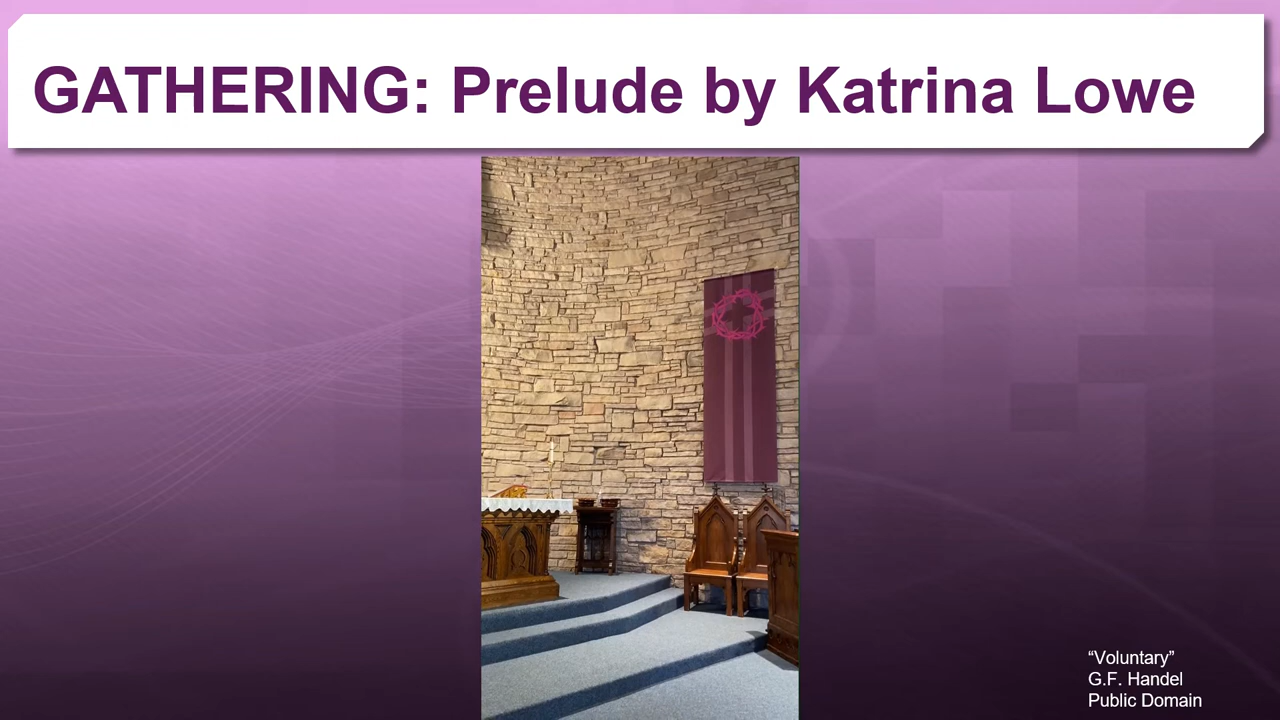 GATHERING: Prelude by Katrina Lowe
“Voluntary”
G.F. Handel
Public Domain